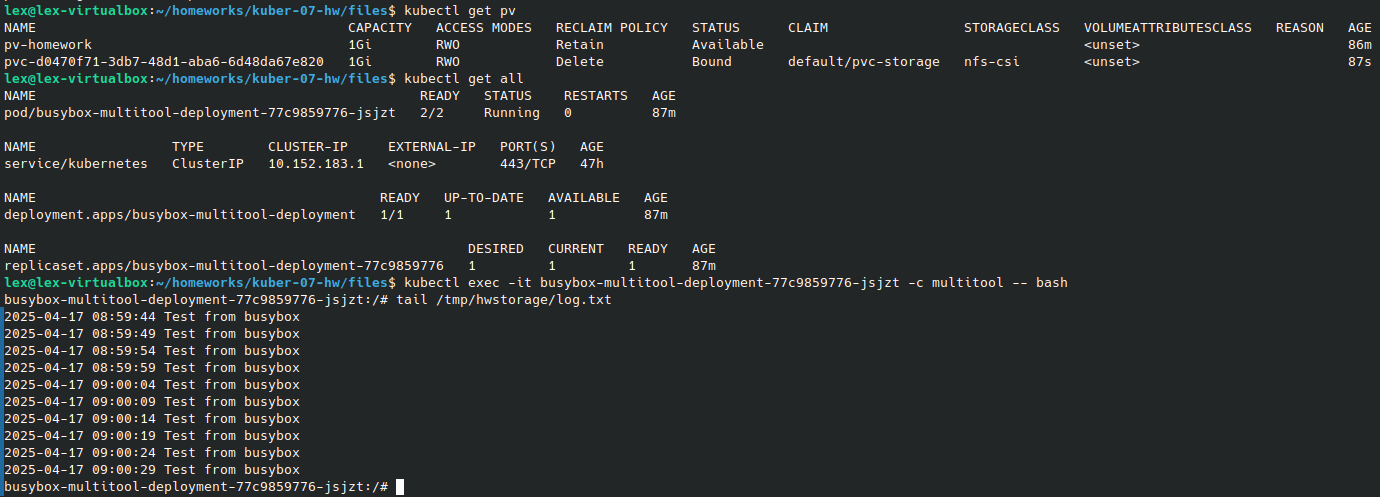 lex@lex-virtualbox:~/homeworks/kuber-07-hw/files$ kubectl get pv
NAME                                       CAPACITY   ACCESS MODES   RECLAIM POLICY   STATUS      CLAIM                 STORAGECLASS   VOLUMEATTRIBUTESCLASS   REASON   AGE
pv-homework                                1Gi        RWO            Retain           Available                                        <unset>                          86m
pvc-d0470f71-3db7-48d1-aba6-6d48da67e820   1Gi        RWO            Delete           Bound       default/pvc-storage   nfs-csi        <unset>                          87s
lex@lex-virtualbox:~/homeworks/kuber-07-hw/files$ kubectl get all
NAME                                                READY   STATUS    RESTARTS   AGE
pod/busybox-multitool-deployment-77c9859776-jsjzt   2/2     Running   0          87m
NAME                 TYPE        CLUSTER-IP     EXTERNAL-IP   PORT(S)   AGE
service/kubernetes   ClusterIP   10.152.183.1   <none>        443/TCP   47h
NAME                                           READY   UP-TO-DATE   AVAILABLE   AGE
deployment.apps/busybox-multitool-deployment   1/1     1            1           87m
NAME                                                      DESIRED   CURRENT   READY   AGE
replicaset.apps/busybox-multitool-deployment-77c9859776   1         1         1       87m
lex@lex-virtualbox:~/homeworks/kuber-07-hw/files$ kubectl exec -it busybox-multitool-deployment-77c9859776-jsjzt -c multitool -- bash
busybox-multitool-deployment-77c9859776-jsjzt:/# tail /tmp/hwstorage/log.txt
2025-04-17 08:59:44 Test from busybox
2025-04-17 08:59:49 Test from busybox
2025-04-17 08:59:54 Test from busybox
2025-04-17 08:59:59 Test from busybox
2025-04-17 09:00:04 Test from busybox
2025-04-17 09:00:09 Test from busybox
2025-04-17 09:00:14 Test from busybox
2025-04-17 09:00:19 Test from busybox
2025-04-17 09:00:24 Test from busybox
2025-04-17 09:00:29 Test from busybox
busybox-multitool-deployment-77c9859776-jsjzt:/#